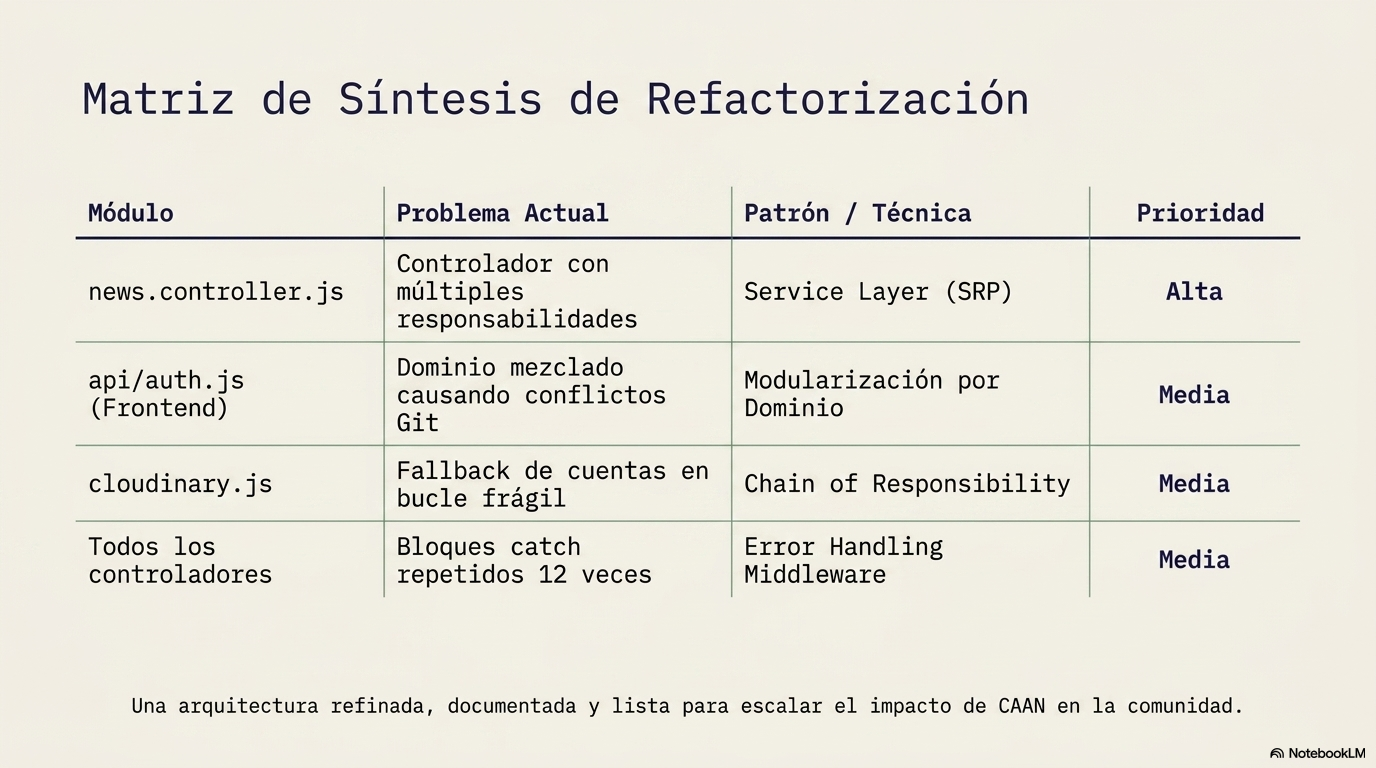 Matriz de Síntesis de Refactorización
Módulo
Problema Actual
Patrón / Técnica
Prioridad
news.controller.js
Controlador con
múltiples
responsabilidades
Service Layer (SRP)
Alta
api/auth.js
(Frontend)
Dominio mezclado
causando conflictos
Git
Modularización por
Dominio
Media
cloudinary.js
Fallback de cuentas en
bucle frágil
Chain of Responsibility
Media
Todos los
controladores
Bloques catch
repetidos 12 veces
Error Handling
Middleware
Media
Una arquitectura refinada, documentada y lista para escalar el impacto de CAAN en la comunidad.
NotebookLM